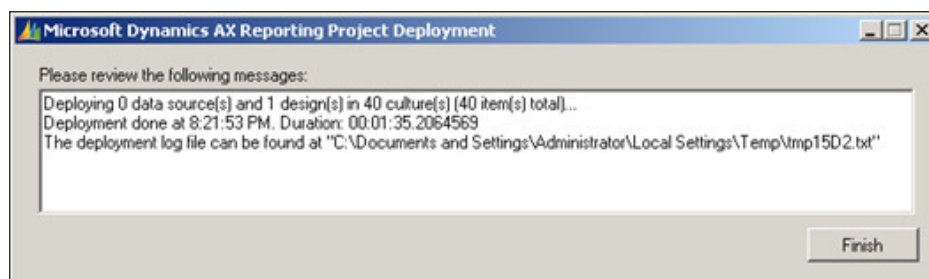 Microsoft Dynamics AX Reporting Project Deployment
Please review the following messages:
Deploying 0 data source(s) and 1 design(s) in 40 culture(s) (40 item(s) total)...
Deployment done at 8:21:53 PM. Duration: 00:01:35.2064569
The deployment log file can be found at "C:\Documents and Settings\Administrator\Local Settings\Temp\tmp15D2.txt"
Finish